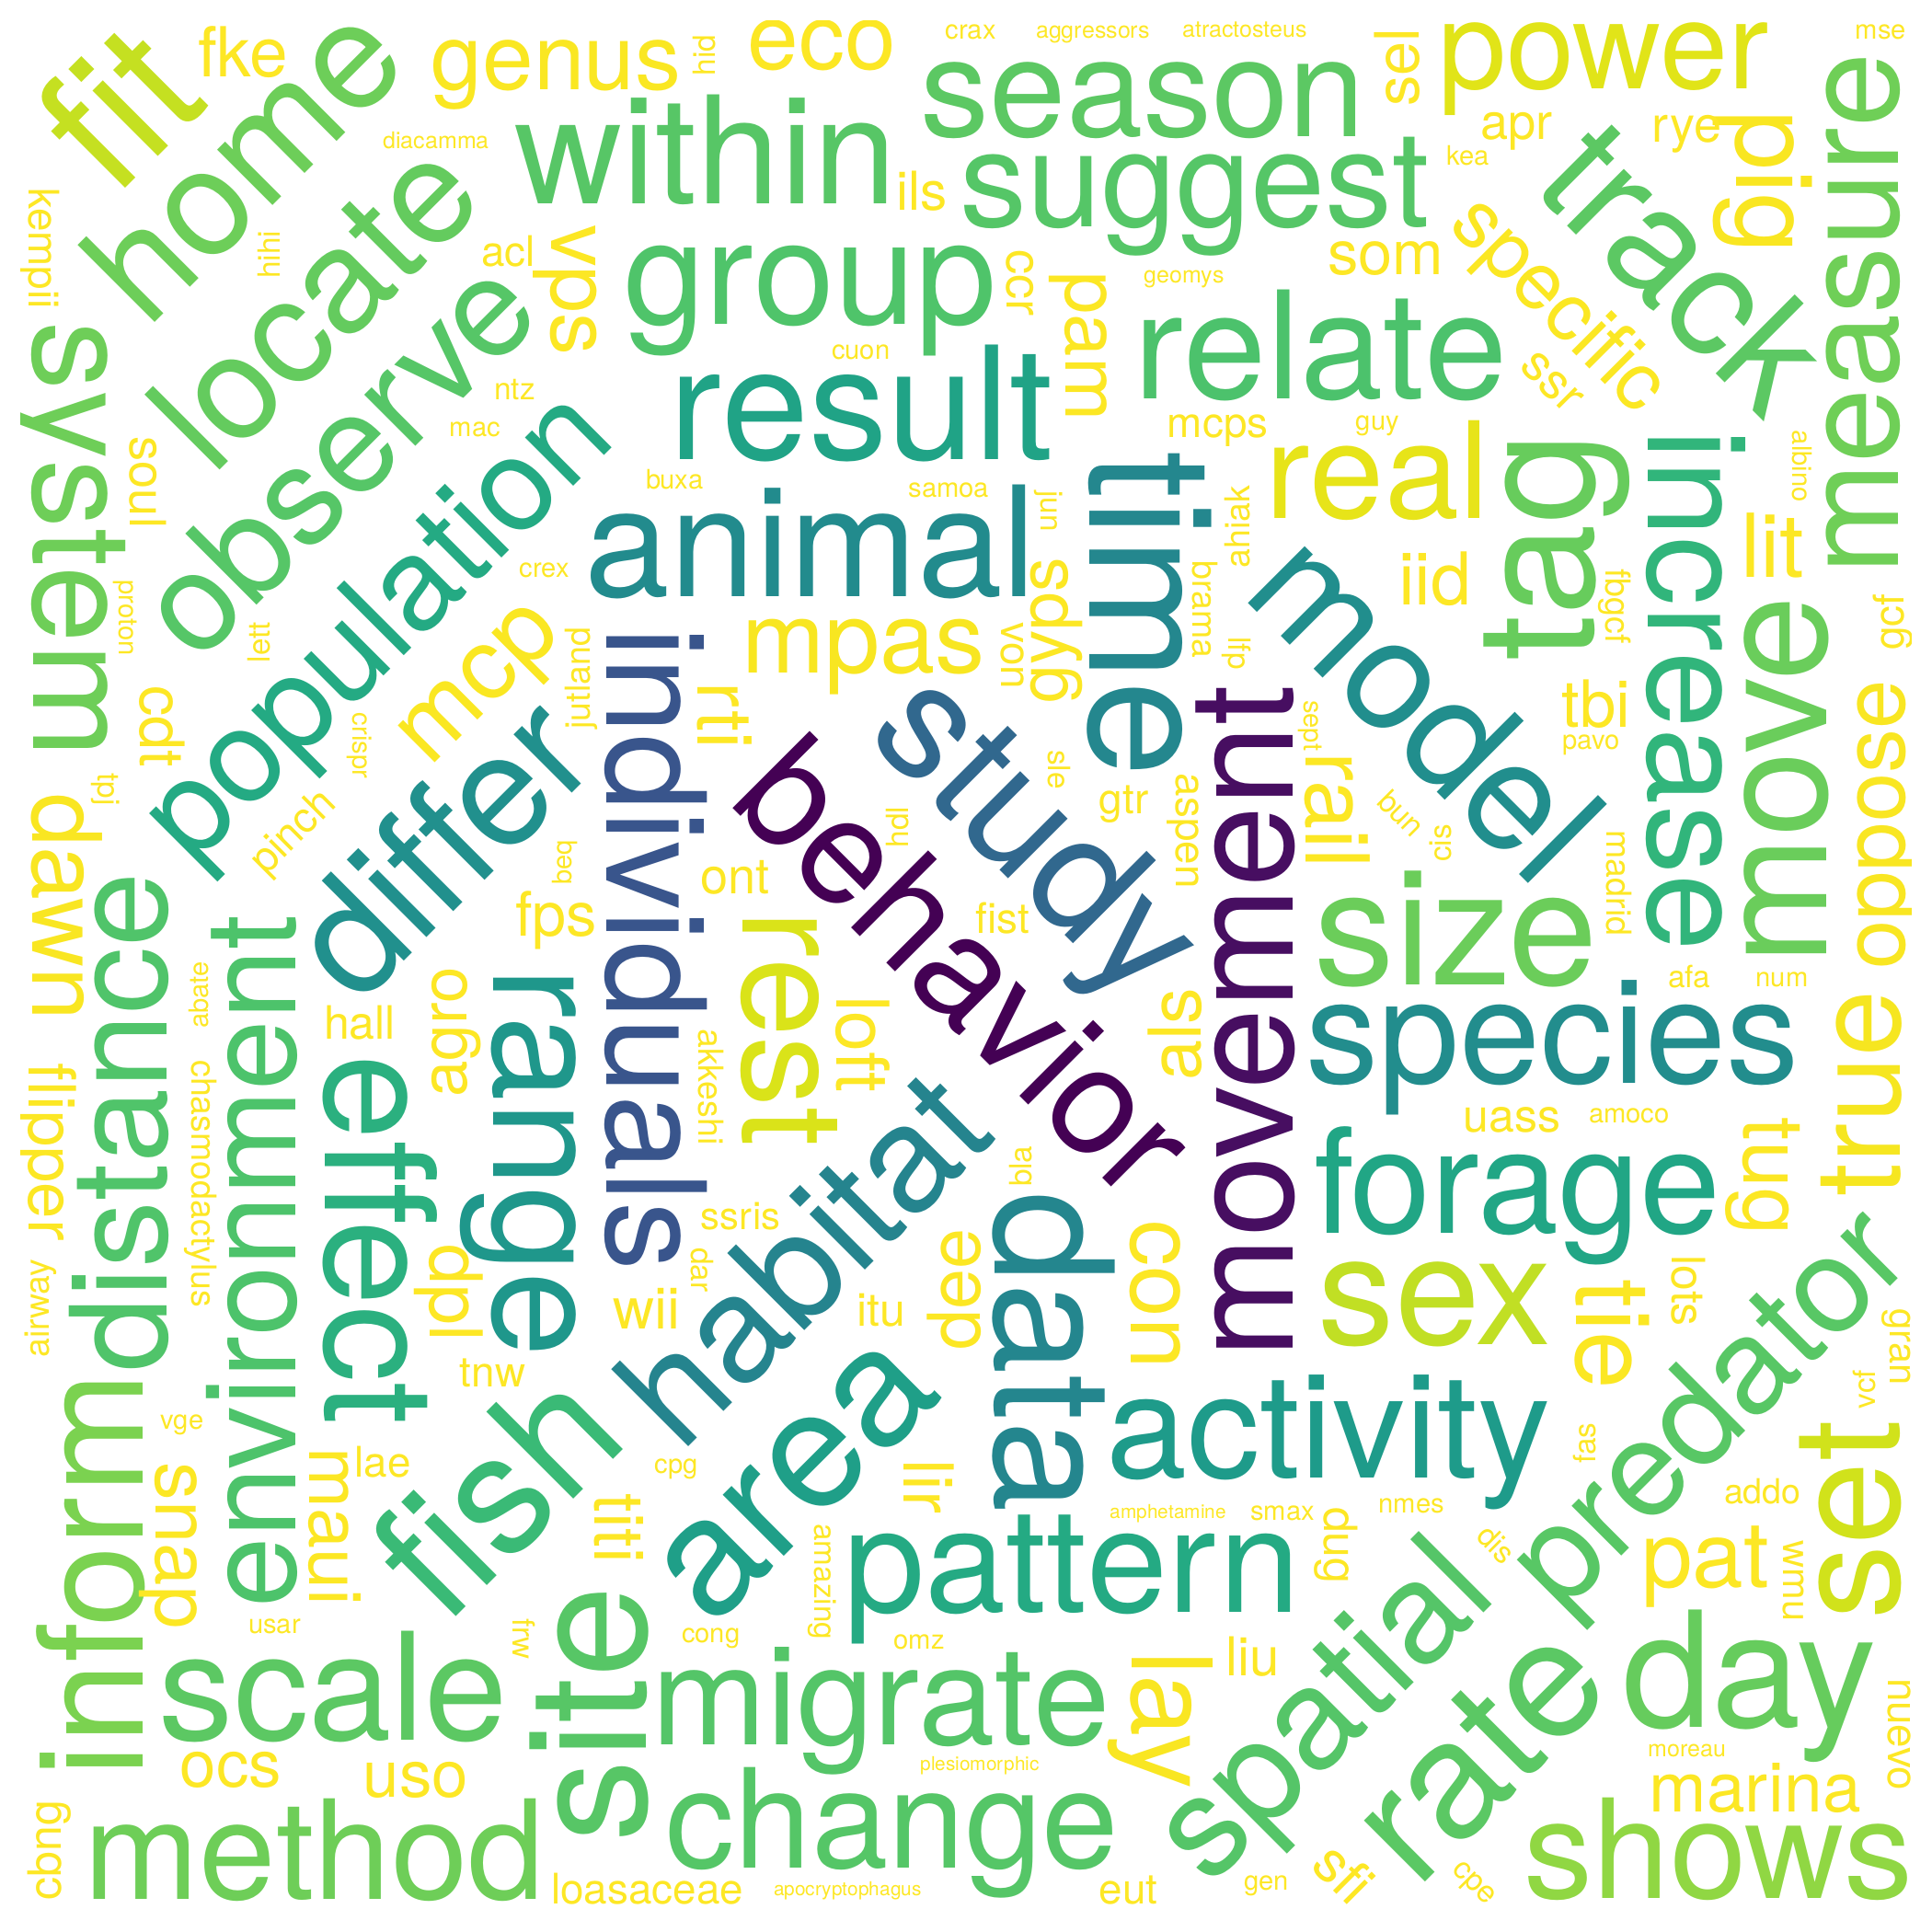 fit
fke
genus
hid
eco
crax
aggressors
atractosteus
sel
power
mse
home
diacamma
within
season
suggest
apr
rye
kea
pig
measure
kempii
hihi
locate
acl
vps
ils
group
ccr
pam
geomys
som
specific
track
system
observe
ntz
mac
cuon
result
relate
mcps
guy
ssr
soul
population
buxa
samoa
jun
time
ahiak
real
tag
increase
albino
lit
proton
lett
crex
animal
sdyg
brama
lfp
model
iid
fbgcf
move
gcf
cdt
mcp
jutland
individuals
rti
mpas
von
study
movement
sept
tbi
pavo
oppose
tpj
crispr
pinch
differ
beq
behavior
hpl
sle
gtr
aspen
rail
bun
cis
madrid
dawn
distance
environment
abate
hall
agro
fps
range
ont
rest
loft
fist
sla
size
afa
num
species
true
flipper
chasmodactylus
effect
akkeshi
habitat
bla
uass
amoco
forage
tung
airway
ldl
ssris
dar
wii
itu
dee
data
con
sex
tie
lots
predator
gran
inform
vge
tnw
fish
area
activity
vcf
snap
maui
lae
cpg
lir
amphetamine
smax
nmes
fas
addo
set
titi
amazing
pattern
dug
dis
pat
wmu
usar
frw
site
cong
omz
liu
spatial
rate
day
scale
migrate
lay
ocs
uso
plesiomorphic
moreau
nuevo
marina
cbng
method
change
shows
loasaceae
apocryptophagus
eut
gen
sfi
cpe